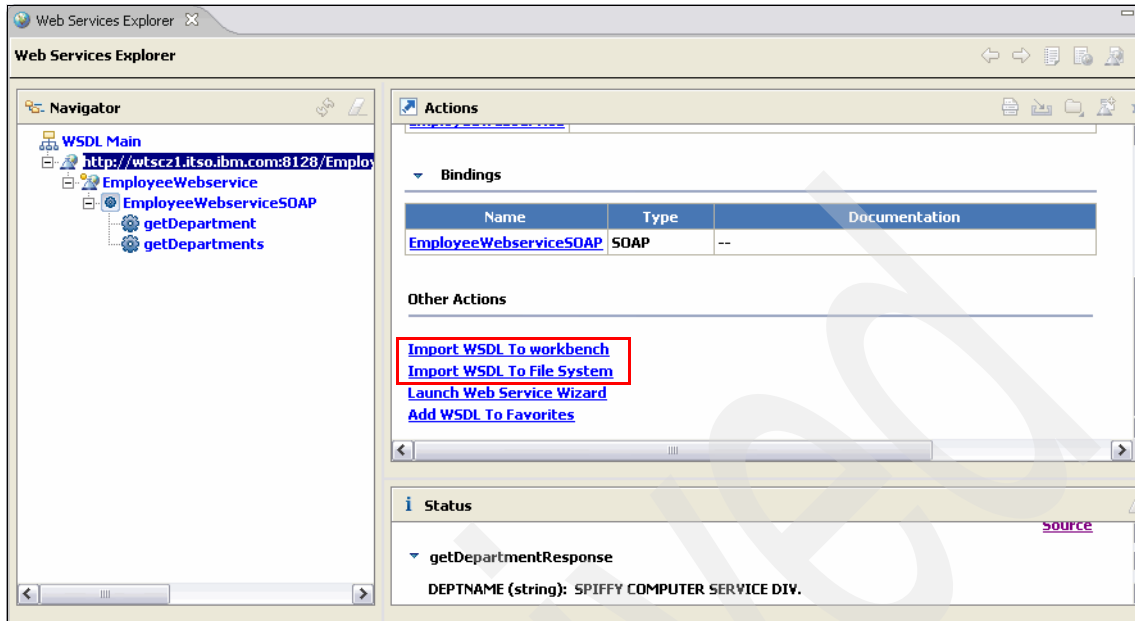 Web Services Explorer
Web Services Explorer
Navigator
WSDL Main
http://wtscz1.itso.ibm.com:8128/Employ
EmployeeWebservice
EmployeeWebserviceSOAP
getDepartment
getDepartments
Actions
Bindings
Name Type Documentation
EmployeeWebserviceSOAP SOAP --
Other Actions
Import WSDL To workbench
Import WSDL To File System
Launch Web Service Wizard
Add WSDL To Favorites
i Status
Source
getDepartmentResponse
DEPTNAME (string): SPIFFY COMPUTER SERVICE DIV.